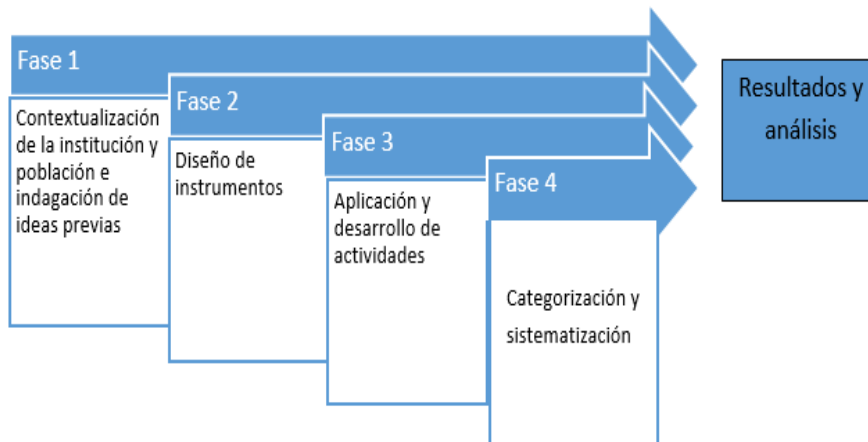 Fase 1
Contextualización
de la institución y
población e
indagación de
ideas previas
Fase 2
Diseño de
instrumentos
Fase 3
Aplicación y
desarrollo de
actividades
Fase 4
Categorización y
sistematización
Resultados y
análisis